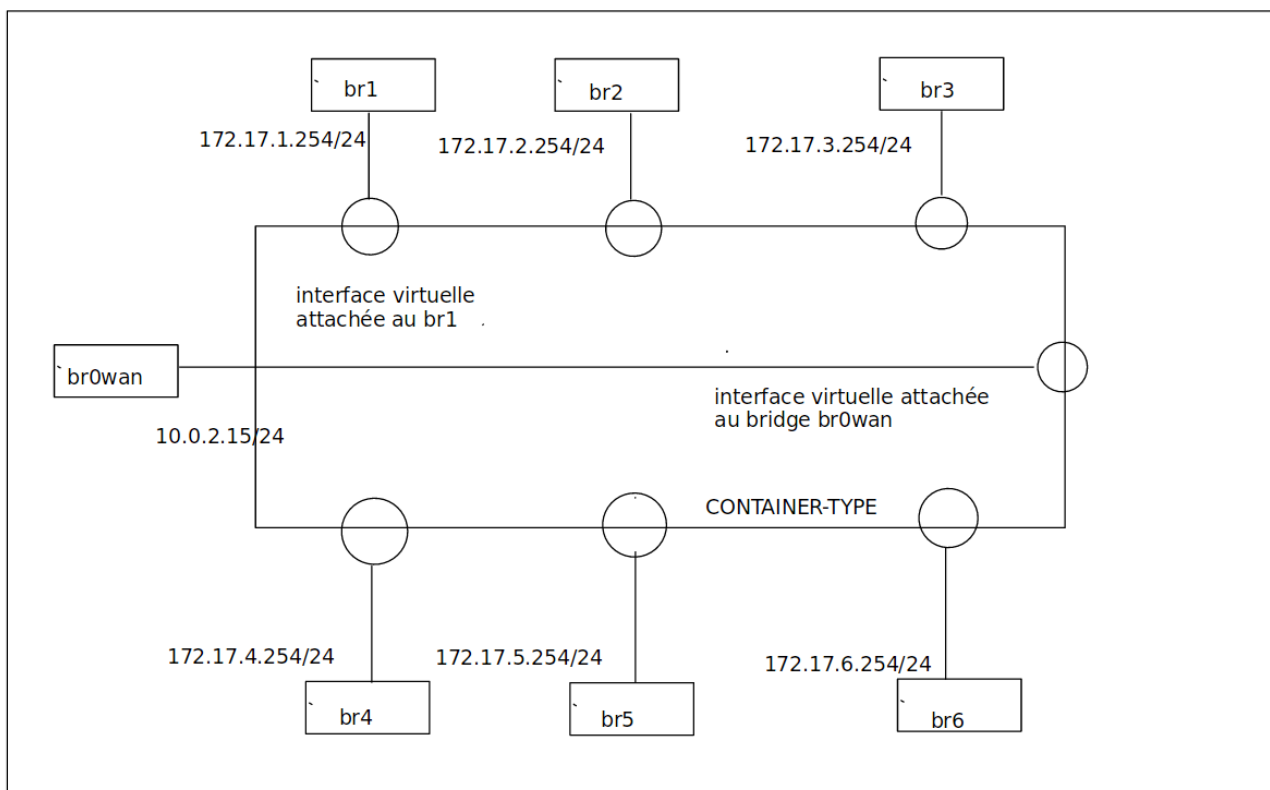 br1
br2
br3
172.17.1.254/24
172.17.2.254/24
172.17.3.254/24
interface virtuelle
attachée au br1
br0wan
interface virtuelle attachée
au bridge br0wan
10.0.2.15/24
CONTAINER-TYPE
172.17.4.254/24
172.17.5.254/24
172.17.6.254/24
br4
br5
br6